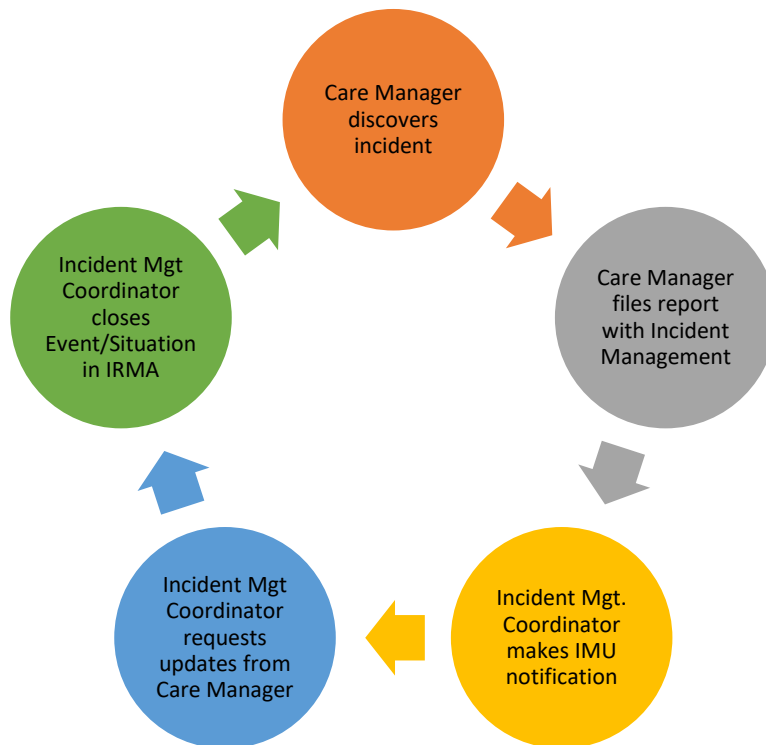 Care Manager
discovers
incident
Care Manager
files report
with Incident
Management
Incident Mgt.
Coordinator
makes IMU
notification
Incident Mgt
Coordinator
requests
updates from
Care Manager
Incident Mgt
Coordinator
closes
Event/Situation
in IRMA